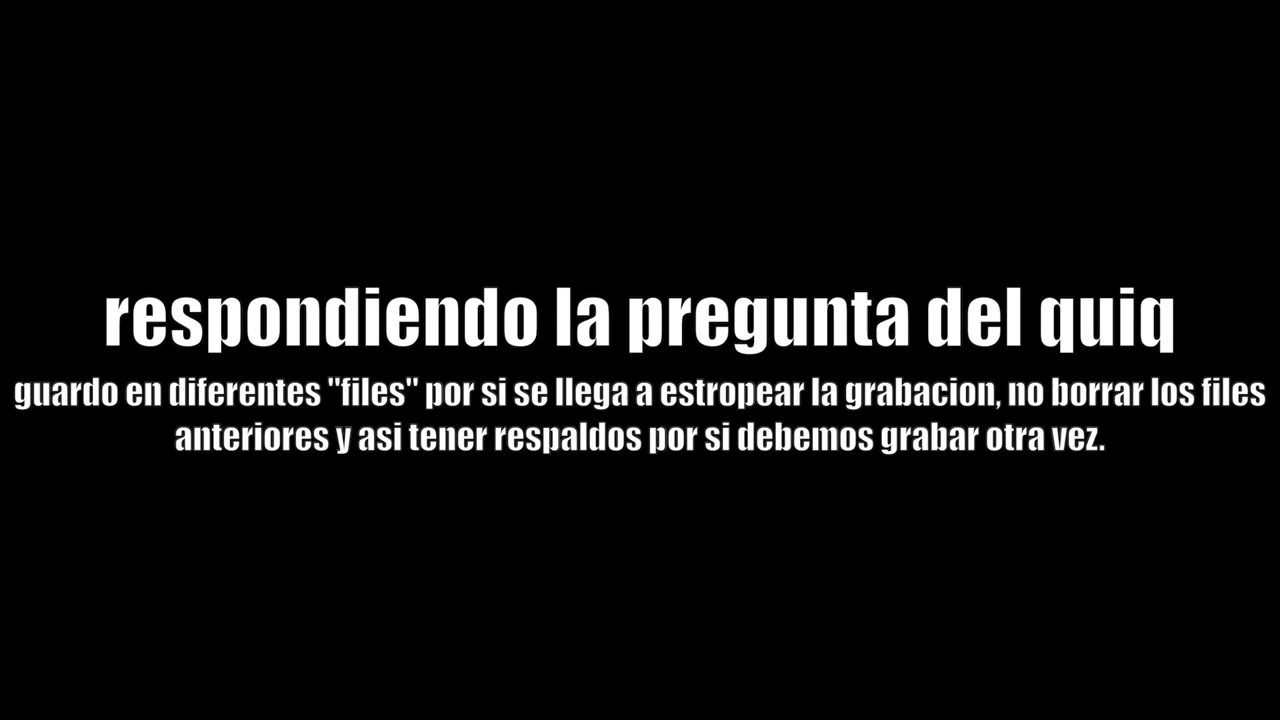 respondiendo la pregunta del quiq
guardo en diferentes "files" por si se llega a estropear la grabacion, no borrar los files
anteriores y asi tener respaldos por si debemos grabar otra vez.